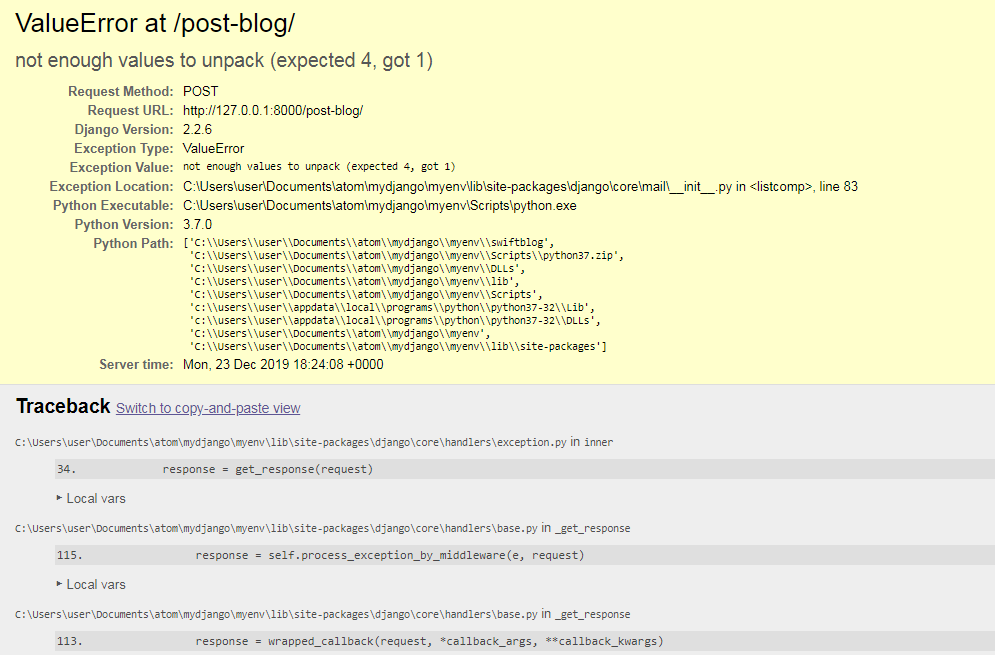 ValueError at /post-blog/
not enough values to unpack (expected 4, got 1)
Request Method: POST
Request URL: http://127.0.0.1:8000/post-blog/
Django Version: 2.2.6
Exception Type: ValueError
Exception Value: not enough values to unpack (expected 4, got 1)
Exception Location: C:\Users\user\Documents\atom\mydjango\myenv\lib\site-packages\django\core\mail\__init__.py in <listcomp>, line 83
Python Executable: C:\Users\user\Documents\atom\mydjango\myenv\Scripts\python.exe
Python Version: 3.7.0
Python Path: ['C:\\Users\\user\\Documents\\atom\\mydjango\\myenv\\swiftblog',
'C:\\Users\\user\\Documents\\atom\\mydjango\\myenv\\Scripts\\python37.zip',
'C:\\Users\\user\\Documents\\atom\\mydjango\\myenv\\DLLs',
'C:\\Users\\user\\Documents\\atom\\mydjango\\myenv\\lib',
'C:\\Users\\user\\Documents\\atom\\mydjango\\myenv\\Scripts',
'c:\\users\\user\\appdata\\local\\programs\\python\\python37-32\\Lib',
'c:\\users\\user\\appdata\\local\\programs\\python\\python37-32\\DLLs',
'C:\\Users\\user\\Documents\\atom\\mydjango\\myenv',
'C:\\Users\\user\\Documents\\atom\\mydjango\\myenv\\lib\\site-packages']
Server time: Mon, 23 Dec 2019 18:24:08 +0000
Traceback Switch to copy-and-paste view
C:\Users\user\Documents\atom\mydjango\myenv\lib\site-packages\django\core\handlers\exception.py in inner
34. response = get_response(request)
▸ Local vars
C:\Users\user\Documents\atom\mydjango\myenv\lib\site-packages\django\core\handlers\base.py in _get_response
115. response = self.process_exception_by_middleware(e, request)
▸ Local vars
C:\Users\user\Documents\atom\mydjango\myenv\lib\site-packages\django\core\handlers\base.py in _get_response
113. response = wrapped_callback(request, *callback_args, **callback_kwargs)